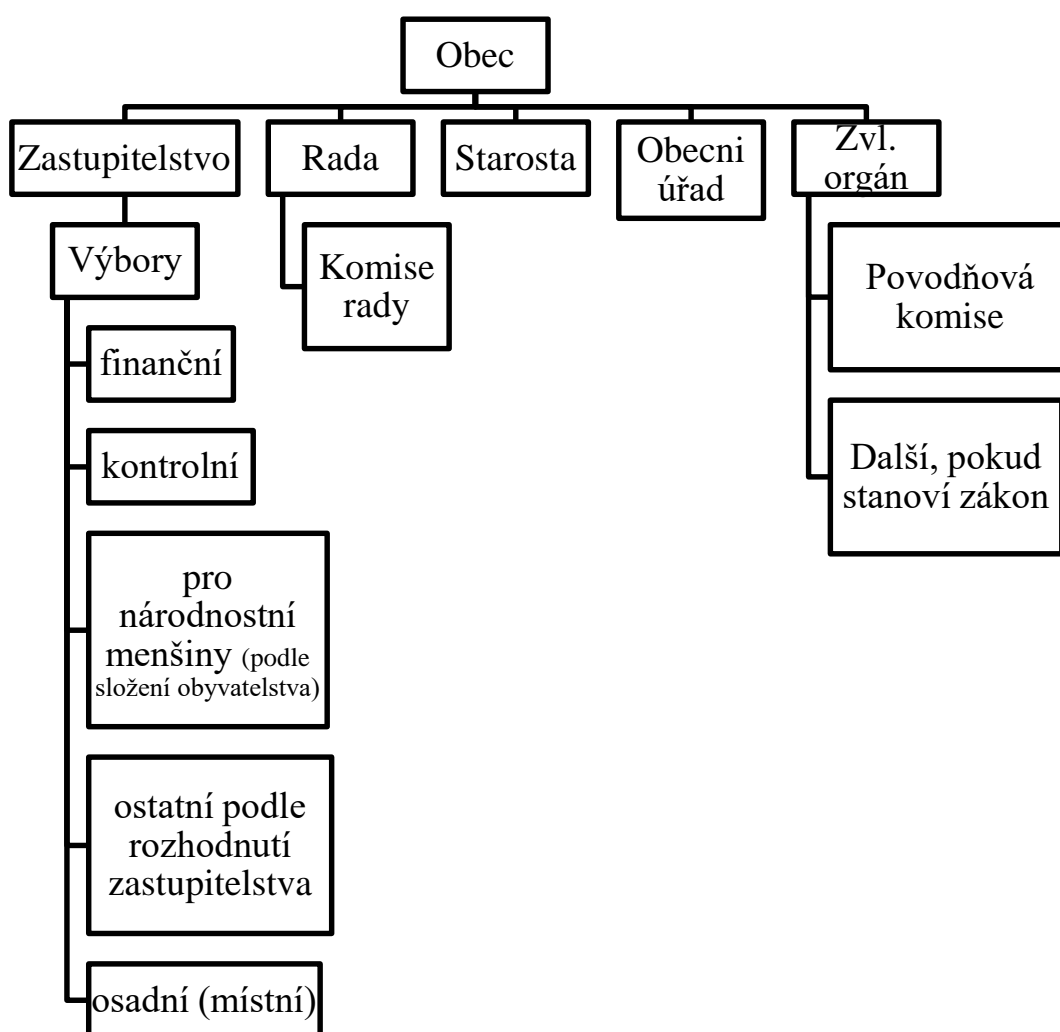 Obec
Zastupitelstvo
Rada
Starosta
Obecni
úřad
Zvl.
orgán
Výbory
Komise
rady
Povodňová
komise
finanční
kontrolní
Další, pokud
stanoví zákon
pro
národnostní
menšiny (podle
složení obyvatelstva)
ostatní podle
rozhodnutí
zastupitelstva
osadní (místní)